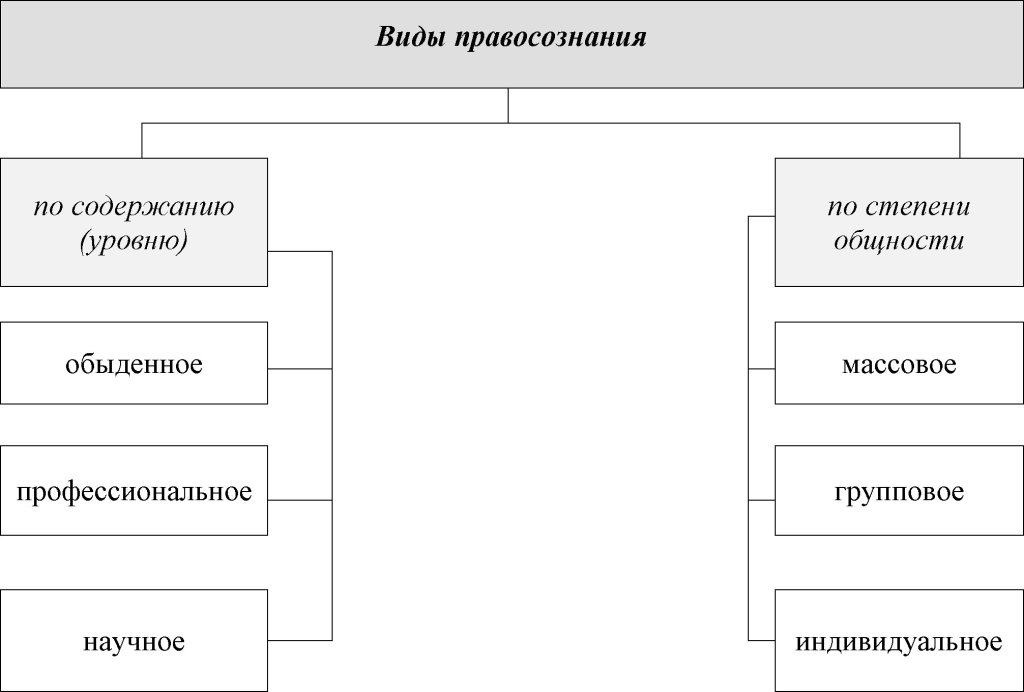 Виды правосознания
по содержанию
(уровню)
обыденное
профессиональное
научное
по степени
общности
массовое
групповое
индивидуальное